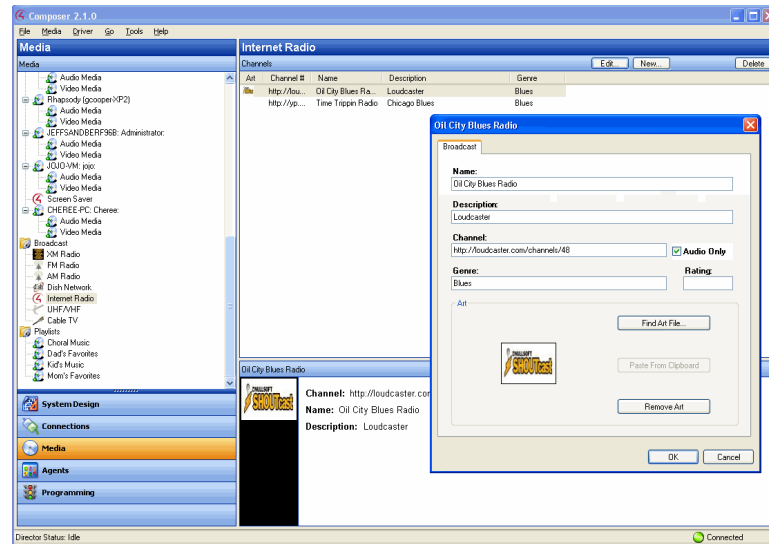 Composer 2.1.0
File Media Driver Go Tools Help
Media
Media
Audio Media
Video Media
Rhapsody (gcooper-XP2)
Audio Media
Video Media
JEFFSANDBERF96B: Administrator:
Audio Media
Video Media
JOJO-VM: jojo:
Audio Media
Video Media
Screen Saver
CHEREE-PC: Cheree:
Audio Media
Video Media
Broadcast
XM Radio
FM Radio
AM Radio
Dish Network
Internet Radio
UHF/VHF
Cable TV
Playlists
Choral Music
Dad's Favorites
Kid's Music
Mom's Favorites
System Design
Connections
Media
Agents
Programming
Internet Radio
Channels
Edit... New... Delete
Art Channel # Name Description Genre
http://lou... Oil City Blues Ra... Loudcaster Blues
http://yp.... Time Trippin Radio Chicago Blues Blues
Oil City Blues Radio
NULLSOFT
SHOUTcast
Channel: http://loudcaster.cor
Name: Oil City Blues Radio
Description: Loudcaster
Oil City Blues Radio
Broadcast
Name:
Oil City Blues Radio
Description:
Loudcaster
Channel:
http://loudcaster.com/channels/48
Audio Only
Genre: Rating:
Blues
Art
NULLSOFT
SHOUTcast
Find Art File...
Paste From Clipboard
Remove Art
OK Cancel
Director Status: Idle
Connected